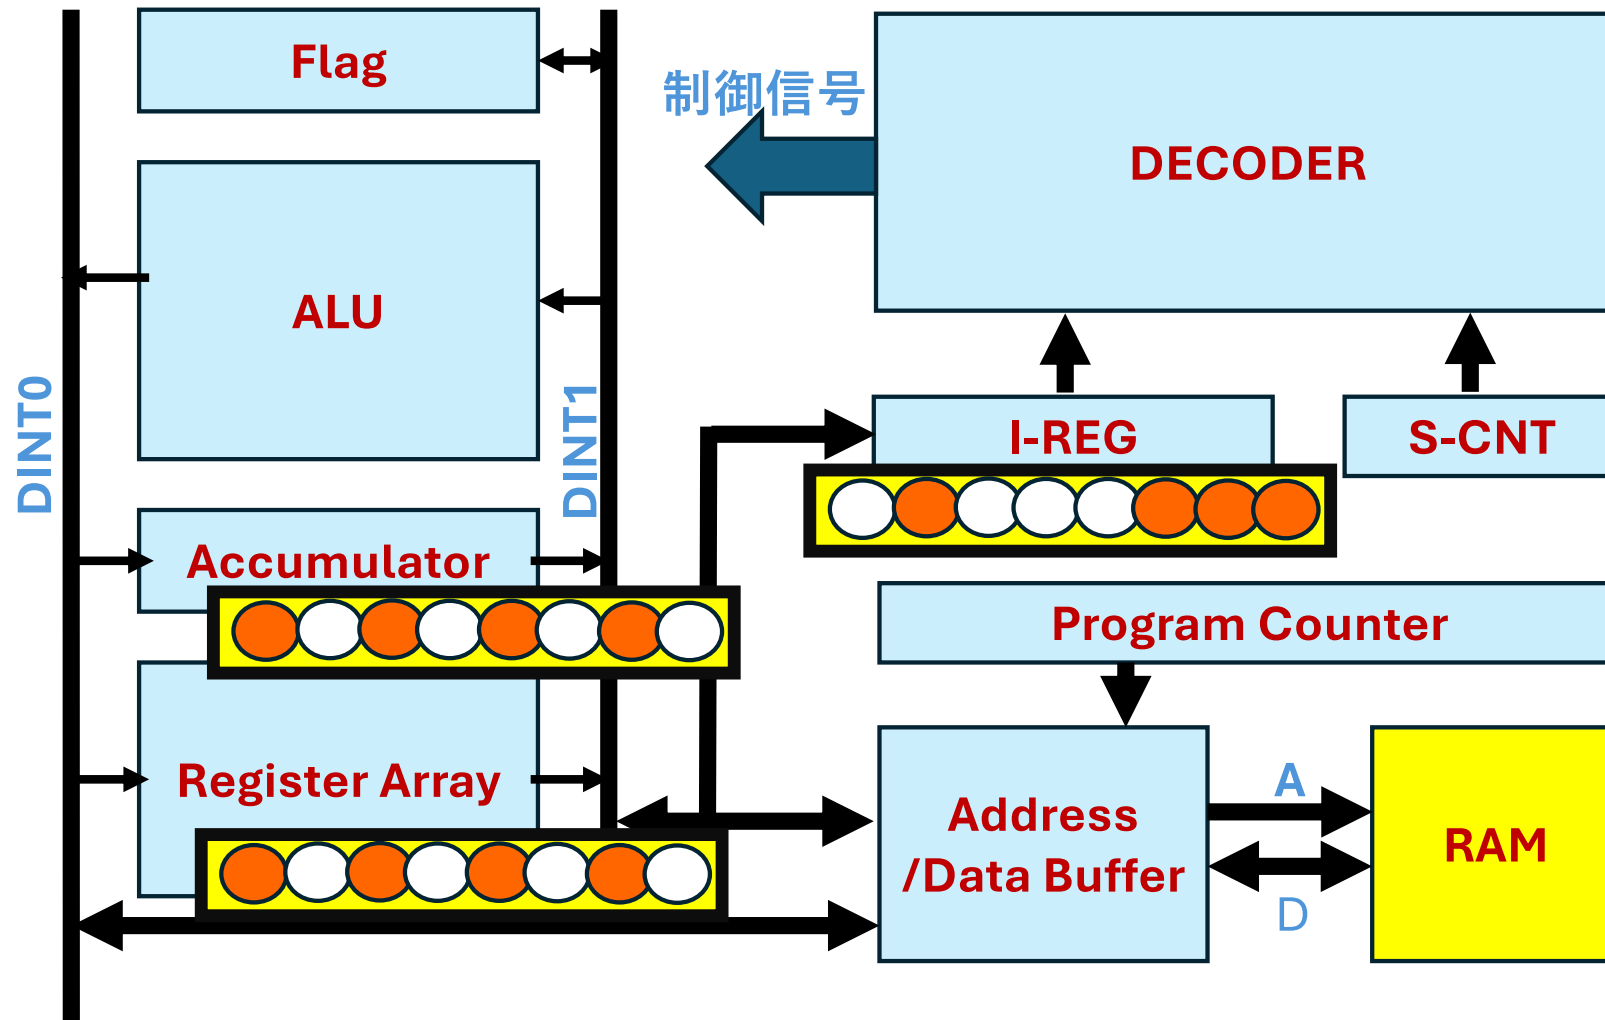 Flag
制御信号
DECODER
ALU
DINT0
DINT1
I-REG
S-CNT
Accumulator
Program Counter
Register Array
Address
/Data Buffer
A
D
RAM